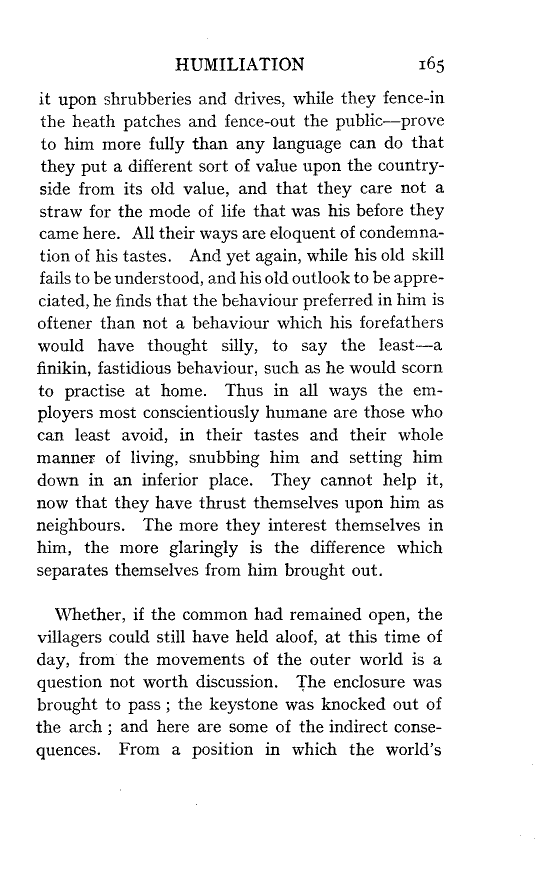 HUMILIATION 165
it upon shrubberies and drives, while they fence-in
the heath patches and fence-out the public—prove
to him more fully than any language can do that
they put a different sort of value upon the country-
side from its old value, and that they care not a
straw for the mode of life that was his before they
came here. All their ways are eloquent of condemna-
tion of his tastes. And yet again, while his old skill
fails to be understood, and his old outlook to be appre-
ciated, he finds that the behaviour preferred in him is
oftener than not a behaviour which his forefathers
would have thought silly, to say the least—a
finikin, fastidious behaviour, such as he would scorn
to practise at home. Thus in all ways the em-
ployers most conscientiously humane are those who
can least avoid, in their tastes and their whole
manner of living, snubbing him and setting him
down in an inferior place. They cannot help it,
now that they have thrust themselves upon him as
neighbours. The more they interest themselves in
him, the more glaringly is the difference which
separates themselves from him brought out.
Whether, if the common had remained open, the
villagers could still have held aloof, at this time of
day, from the movements of the outer world is a
question not worth discussion. The enclosure was
brought to pass ; the keystone was knocked out of
the arch ; and here are some of the indirect conse-
quences. From a position in which the world's